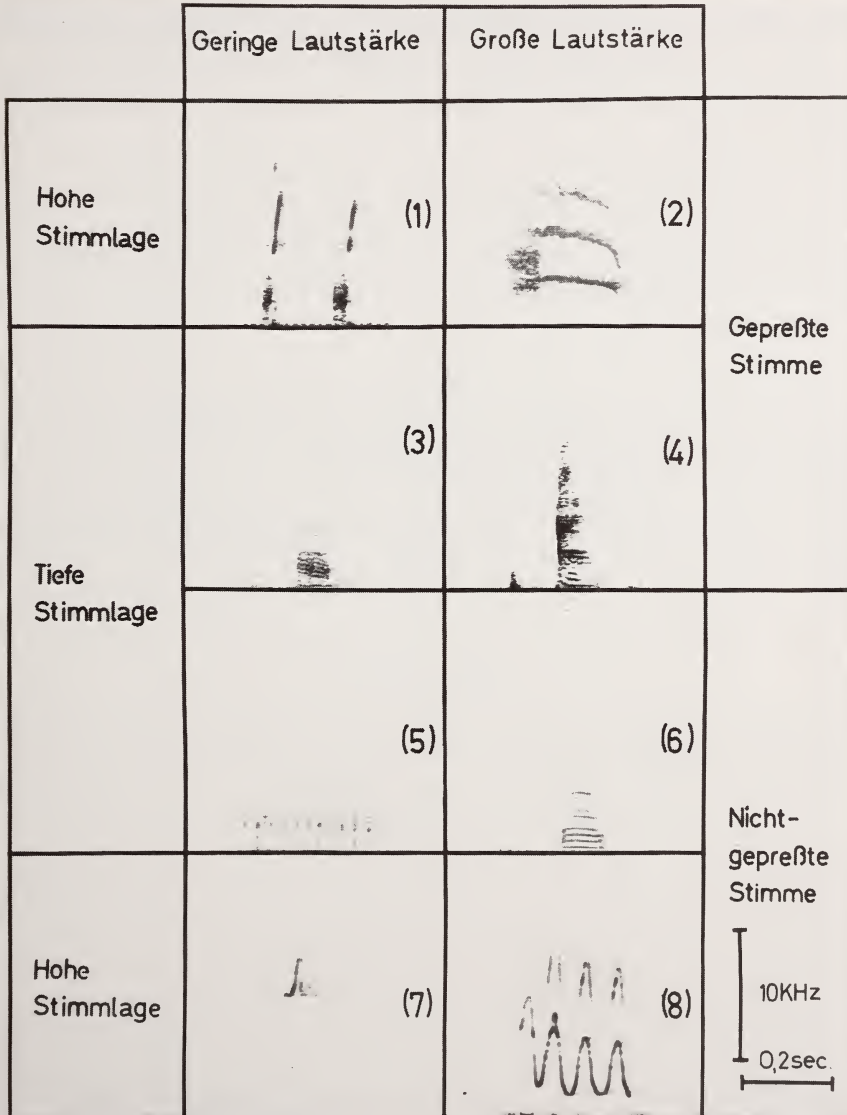 Geringe Lautstärke
Große Lautstärke
Hohe
Stimmlage
(1)
(2)
Gepreßte
Stimme
(3)
(4)
Tiefe
Stimmlage
(5)
(6)
Nicht-
gepreßte
Stimme
Hohe
Stimmlage
(7)
(8)
10KHz
0,2sec.